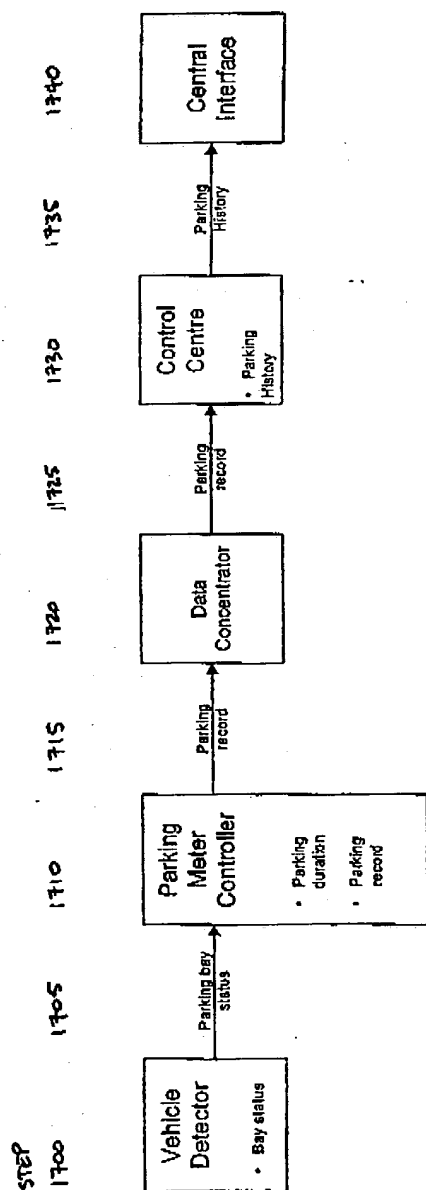 STEP
1700
1705
1710
1715
1720
1725
1730
1735
1740
Vehicle
Detector
• Bay status
Parking bay
status
Parking
Meter
Controller
• Parking
duration
• Parking
record
Parking
record
Data
Concentrator
Parking
record
Control
Centre
• Parking
History
Parking
History
Central
Interface